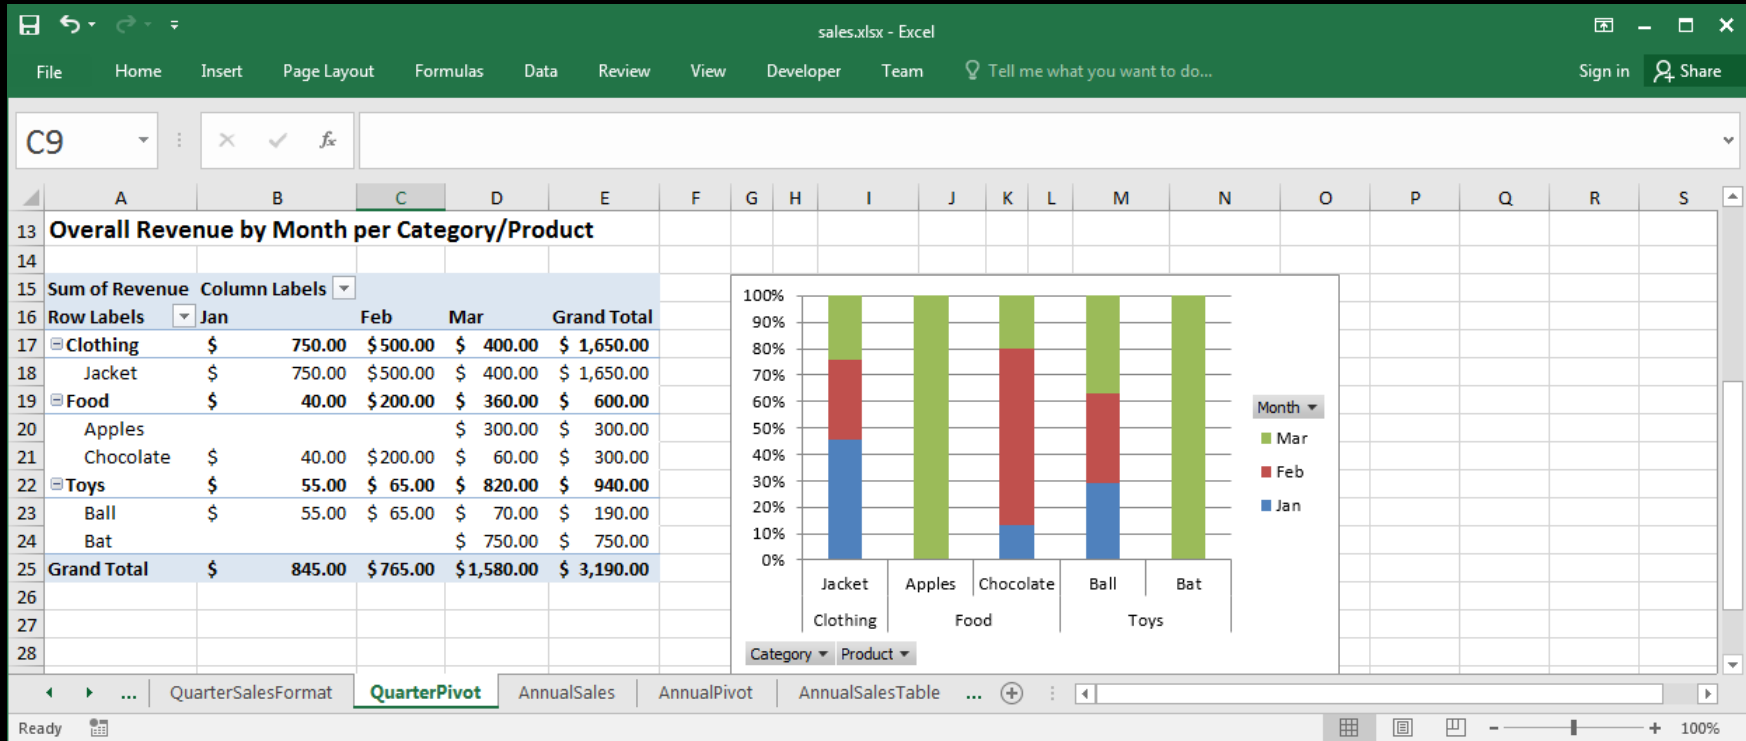 sales.xlsx - Excel
File Home Insert Page Layout Formulas Data Review View Developer Team Tell me what you want to do... Sign in Share
C9 fx
A B C D E F G H I J K L M N O P Q R S
13 Overall Revenue by Month per Category/Product
14
15 Sum of Revenue Column Labels
16 Row Labels Jan Feb Mar Grand Total
17 Clothing $ 750.00 $500.00 $ 400.00 $ 1,650.00
18 Jacket $ 750.00 $500.00 $ 400.00 $ 1,650.00
19 Food $ 40.00 $200.00 $ 360.00 $ 600.00
20 Apples $ 300.00 $ 300.00
21 Chocolate $ 40.00 $200.00 $ 60.00 $ 300.00
22 Toys $ 55.00 $ 65.00 $ 820.00 $ 940.00
23 Ball $ 55.00 $ 65.00 $ 70.00 $ 190.00
24 Bat $ 750.00 $ 750.00
25 Grand Total $ 845.00 $765.00 $1,580.00 $ 3,190.00
26
27
28
100%
90%
80%
70%
60%
50%
40%
30%
20%
10%
0%
Jacket Apples Chocolate Ball Bat
Clothing Food Toys
Month
Mar
Feb
Jan
Category Product
... QuarterSalesFormat QuarterPivot AnnualSales AnnualPivot AnnualSalesTable ...
Ready 100%